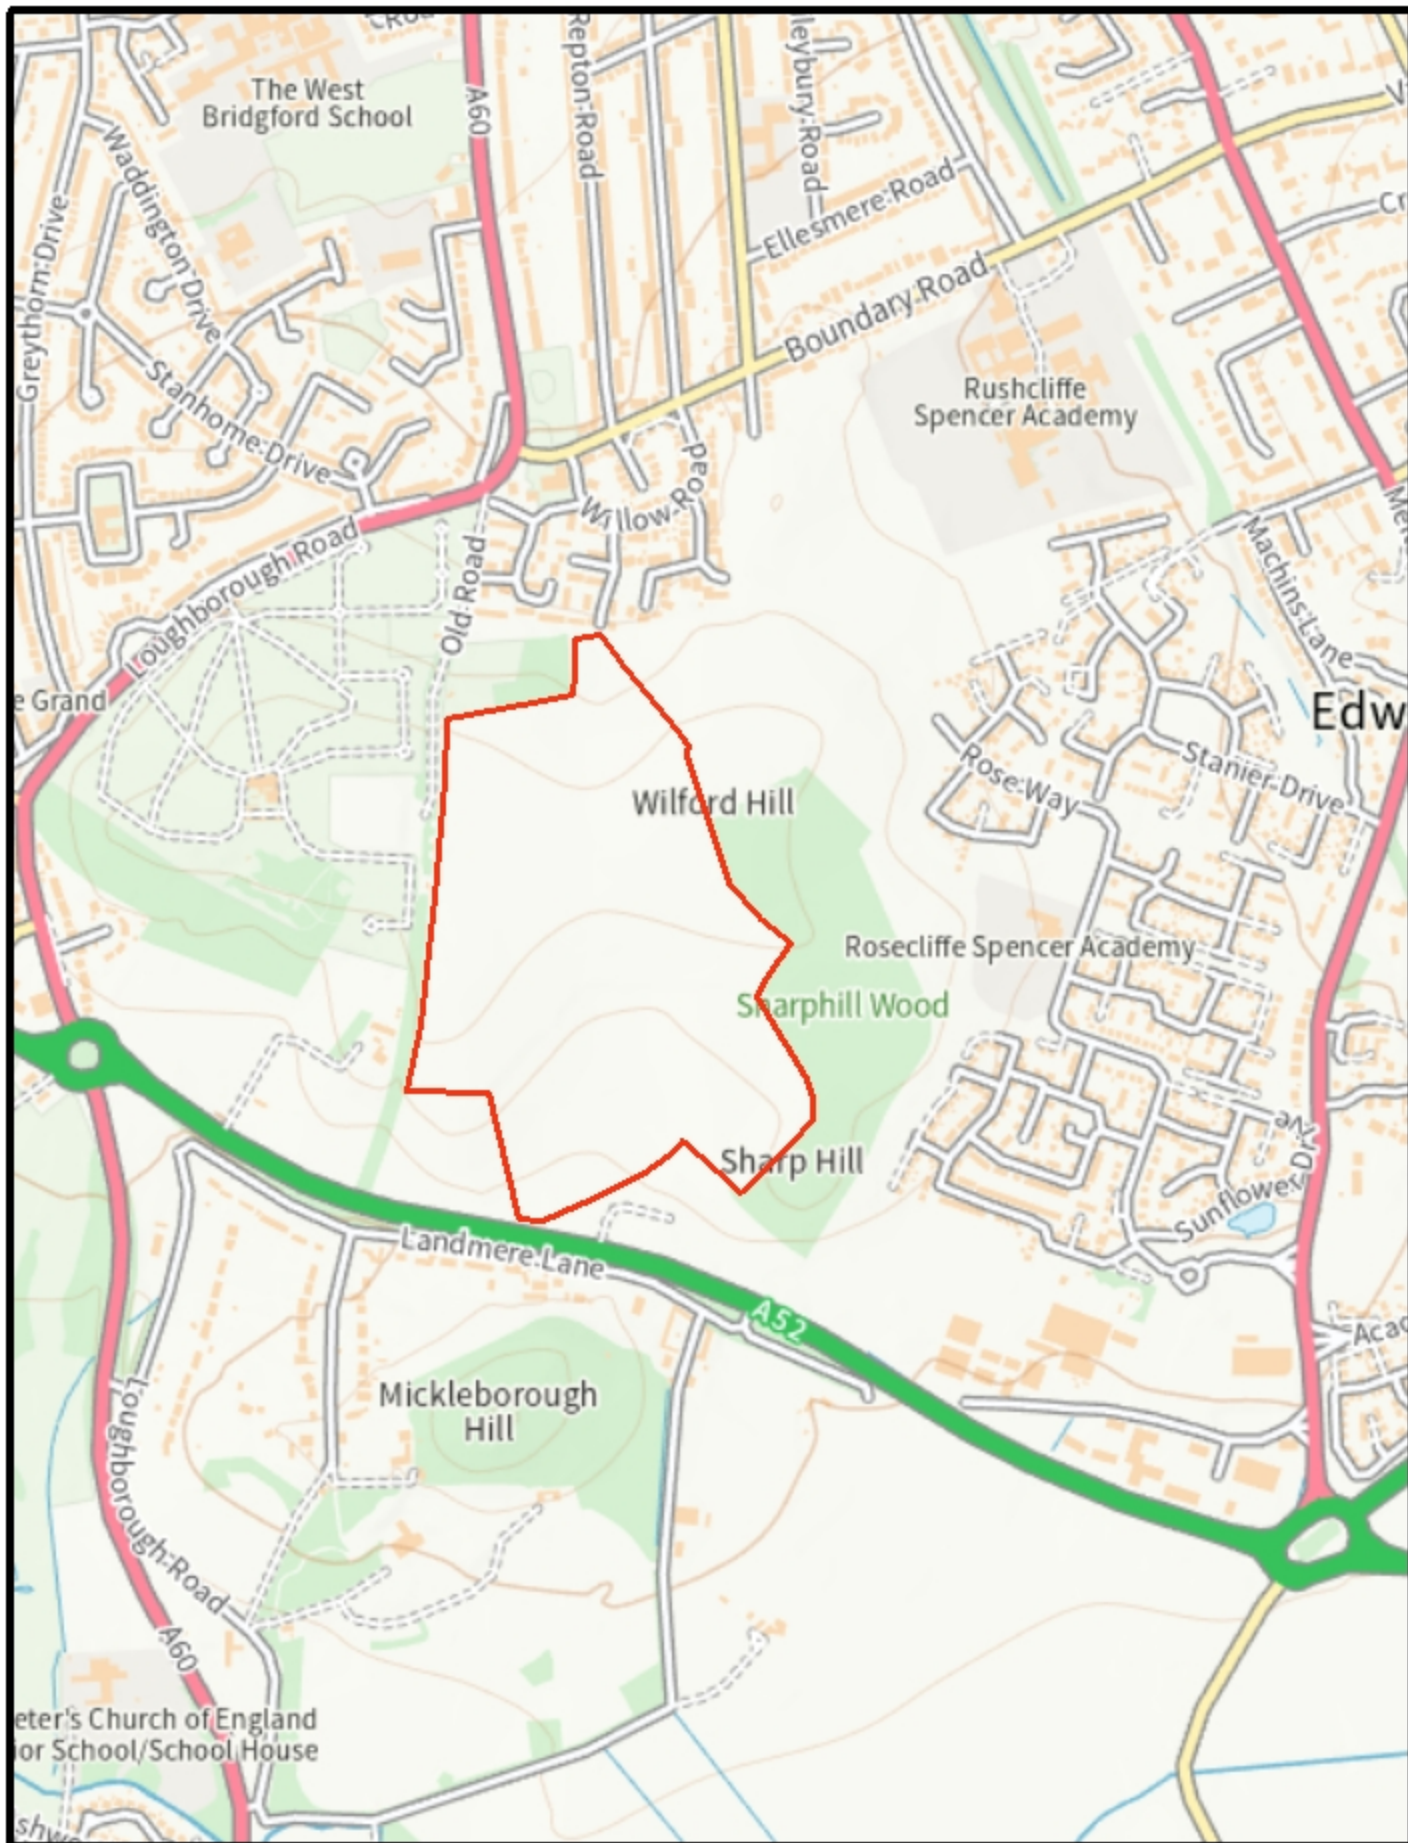 Repton Road
A60
The West
Bridgford School
Waddington Drive
Greythorn Drive
Ellesmere Road
Boundary Road
Stanhome Drive
Rushcliffe
Spencer Academy
Willow Road
Loughborough Road
Old Road
Machins Lane
e Grand
Edw
Stanier Drive
Rose Way
Wilford Hill
Rosecliffe Spencer Academy
Sharphill Wood
Sharp Hill
Sunflower Drive
Landmere Lane
A52
Acac
Mickleborough
Hill
Loughborough Road
A60
eter's Church of England
ior School/School House
shw